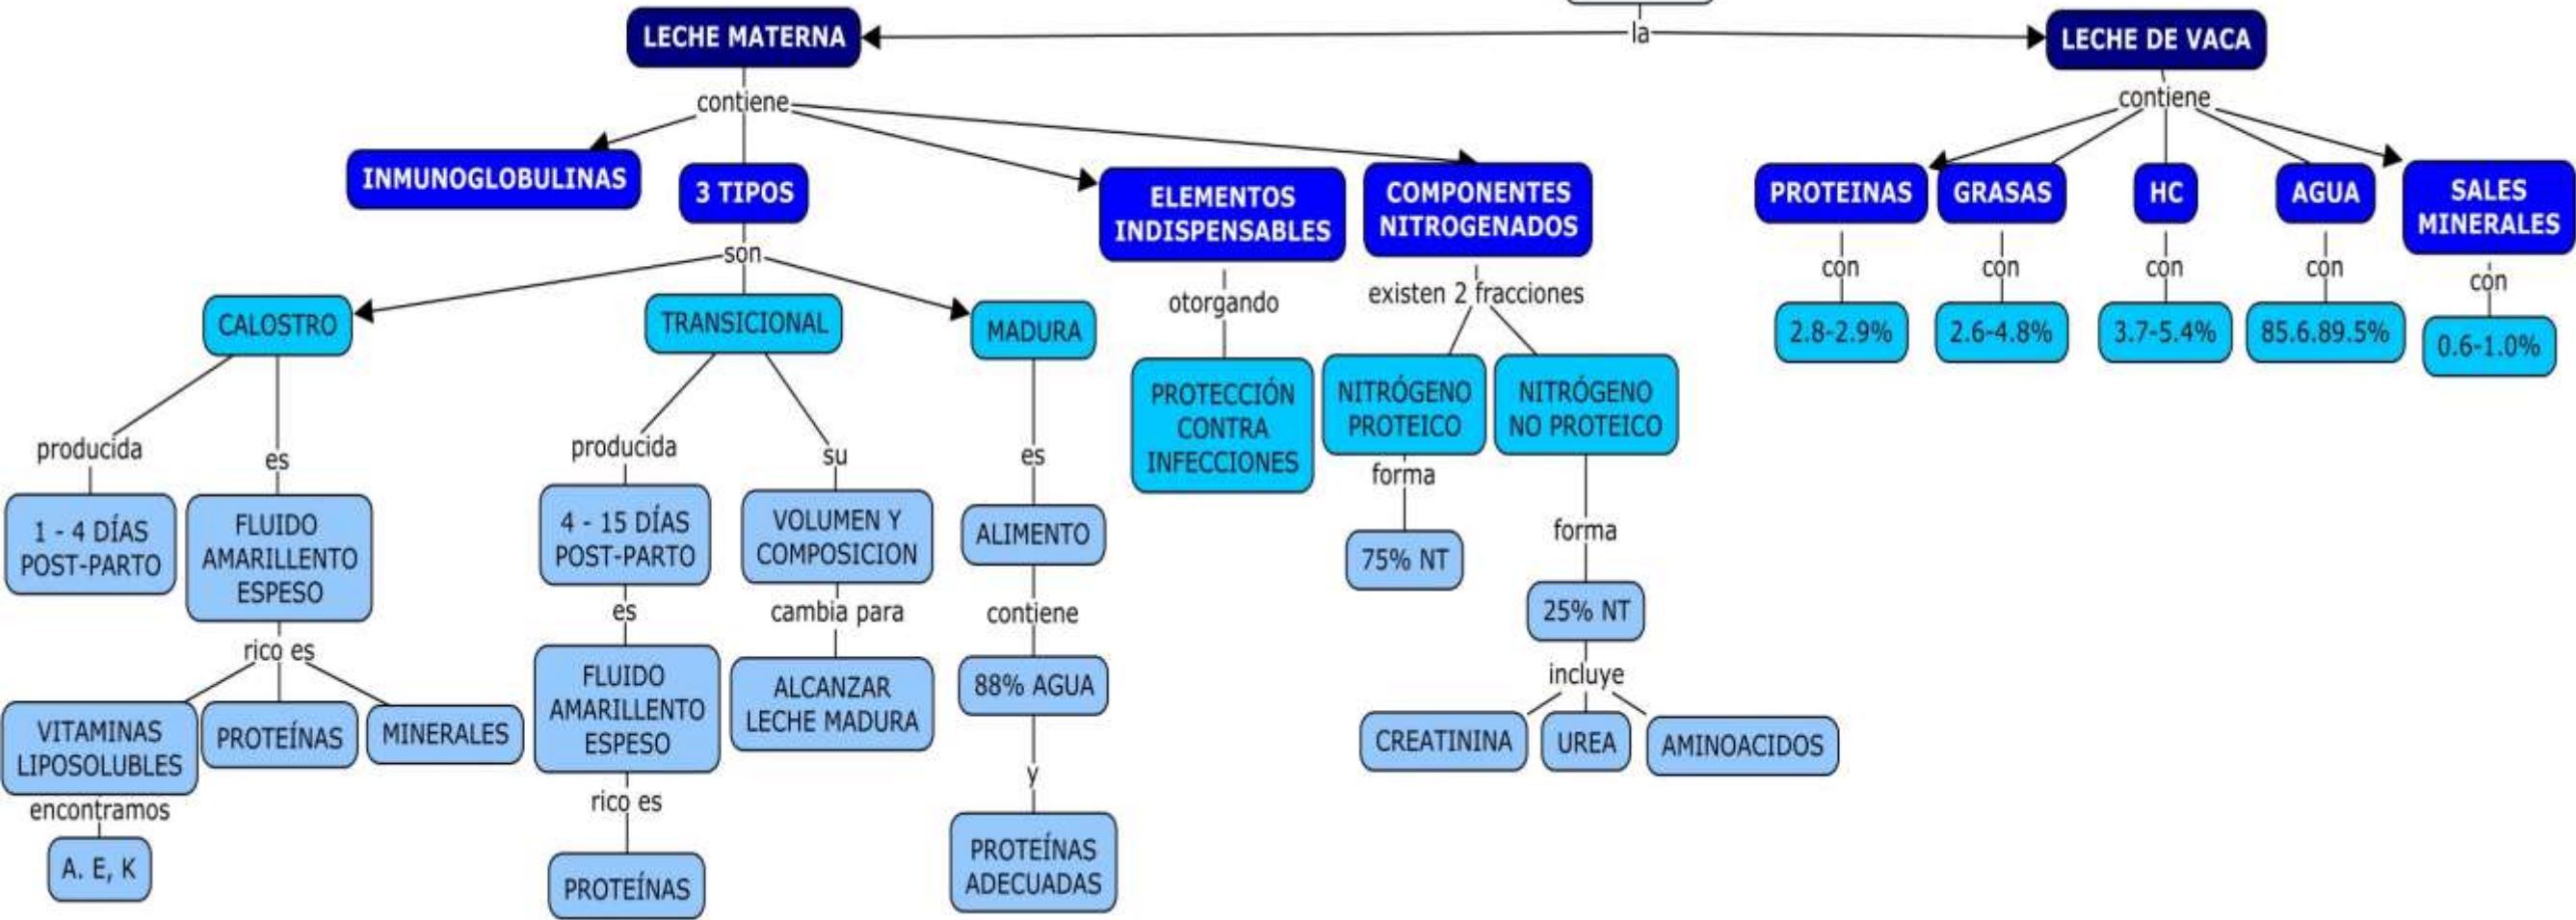 la
LECHE MATERNA
LECHE DE VACA
contiene
contiene
INMUNOGLOBULINAS
3 TIPOS
ELEMENTOS
INDISPENSABLES
COMPONENTES
NITROGENADOS
PROTEINAS
GRASAS
HC
AGUA
SALES
MINERALES
son
otorgando
existen 2 fracciones
con
con
con
con
con
CALOSTRO
TRANSICIONAL
MADURA
PROTECCIÓN
CONTRA
INFECCIONES
NITRÓGENO
PROTEICO
NITRÓGENO
NO PROTEICO
2.8-2.9%
2.6-4.8%
3.7-5.4%
85.6.89.5%
0.6-1.0%
producida
es
producida
su
es
forma
forma
1 - 4 DÍAS
POST-PARTO
FLUIDO
AMARILLENTO
ESPESO
4 - 15 DÍAS
POST-PARTO
VOLUMEN Y
COMPOSICION
ALIMENTO
75% NT
25% NT
rico es
es
cambia para
contiene
incluye
VITAMINAS
LIPOSOLUBLES
PROTEÍNAS
MINERALES
FLUIDO
AMARILLENTO
ESPESO
ALCANZAR
LECHE MADURA
88% AGUA
CREATININA
UREA
AMINOACIDOS
encontramos
rico es
y
A. E, K
PROTEÍNAS
PROTEÍNAS
ADECUADAS